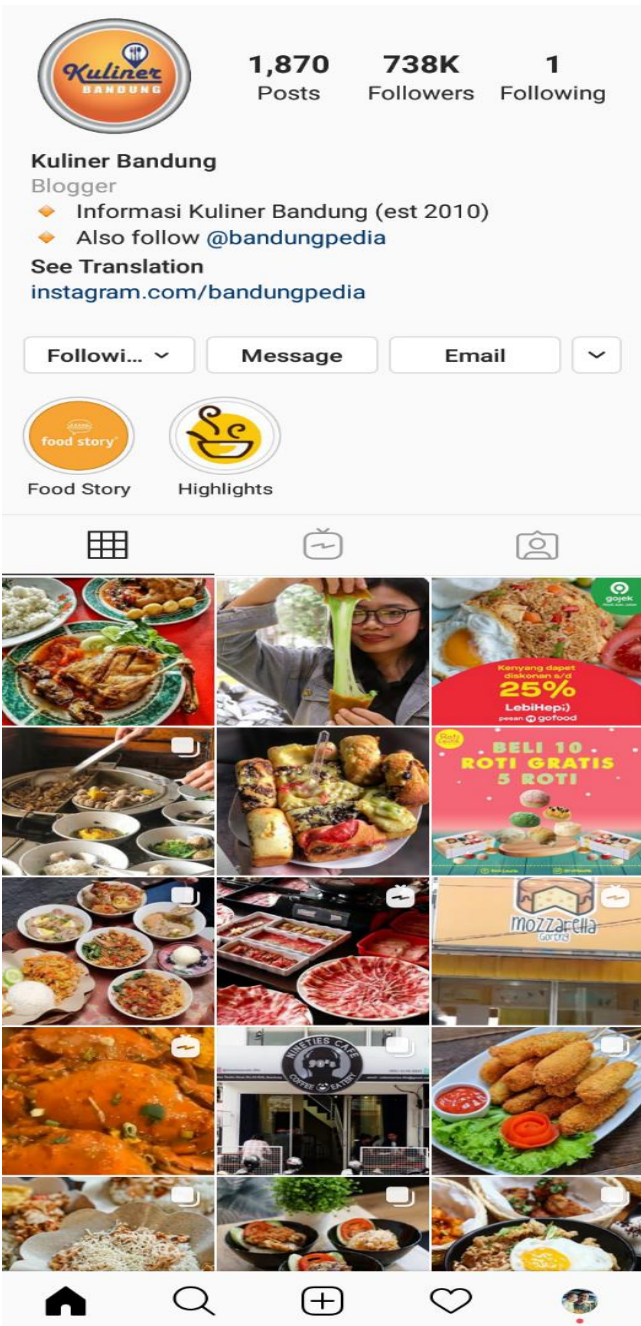 Kuliner
BANDUNG
1,870 738K 1
Posts Followers Following
Kuliner Bandung
Blogger
Informasi Kuliner Bandung (est 2010)
Also follow @bandungpedia
See Translation
instagram.com/bandungpedia
Followi... Message Email
food story
Food Story Highlights
gojek
Kenyang dapet
diskonan s/d
25%
LebiHep;)
pesan gofood
Roti
BELI 10
ROTI GRATIS
5 ROTI
mozzarella
NINETIES CAFE
90's
COFFEE EATERY